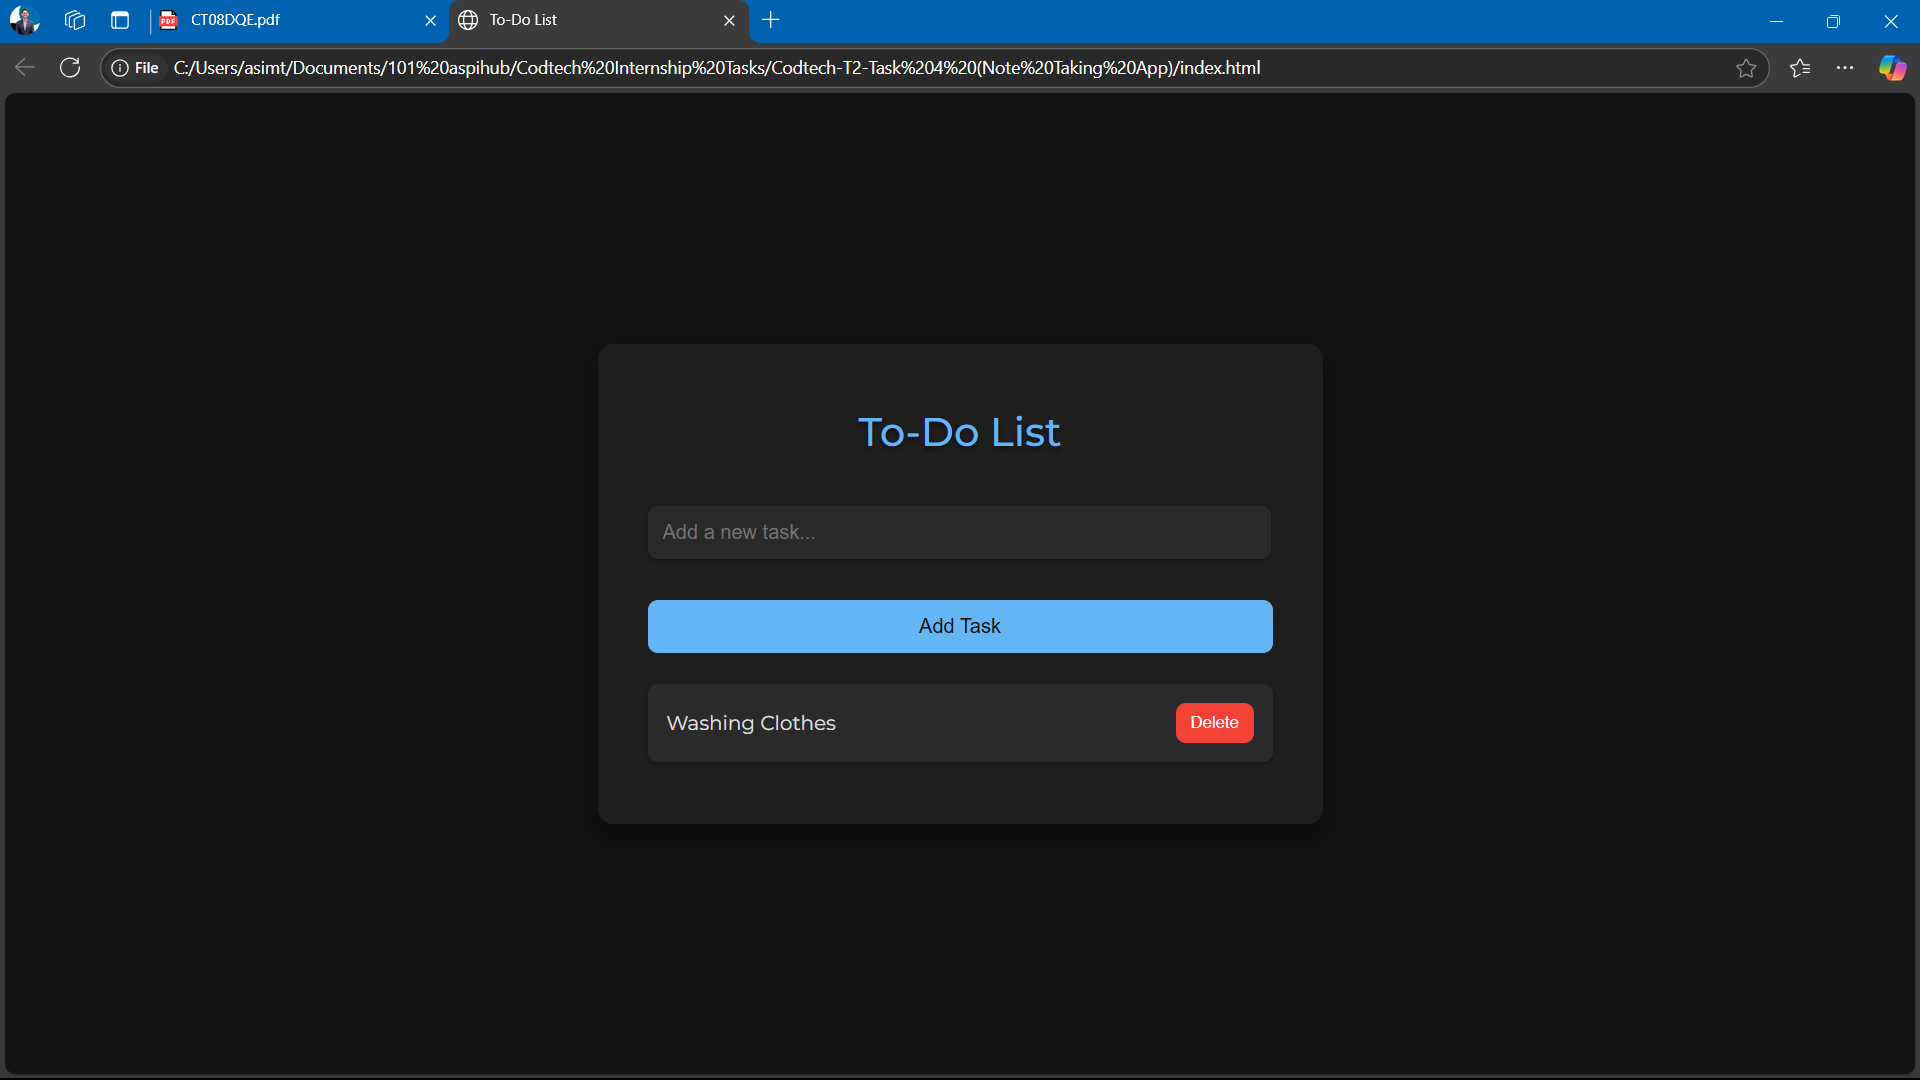 CT08DQE.pdf
To-Do List
File C:/Users/asimt/Documents/101%20aspihub/Codtech%20Internship%20Tasks/Codtech-T2-Task%204%20(Note%20Taking%20App)/index.html
To-Do List
Add a new task...
Add Task
Washing Clothes
Delete